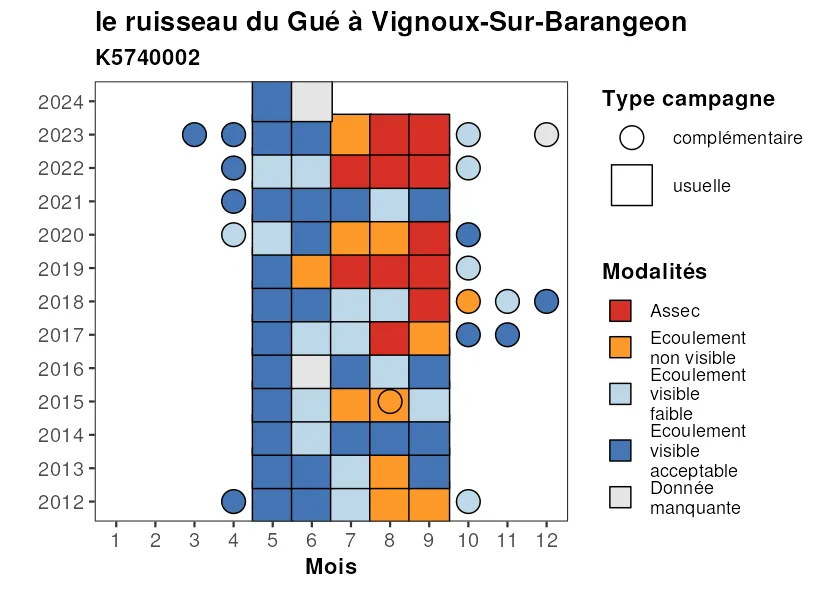 le ruisseau du Gué à Vignoux-Sur-Barangeon
K5740002
2024
2023
2022
2021
2020
2019
2018
2017
2016
2015
2014
2013
2012
1 2 3 4 5 6 7 8 9 10 11 12
Mois
Type campagne
complémentaire
usuelle
Modalités
Assec
Ecoulement
non visible
Ecoulement
visible
faible
Ecoulement
visible
acceptable
Donnée
manquante